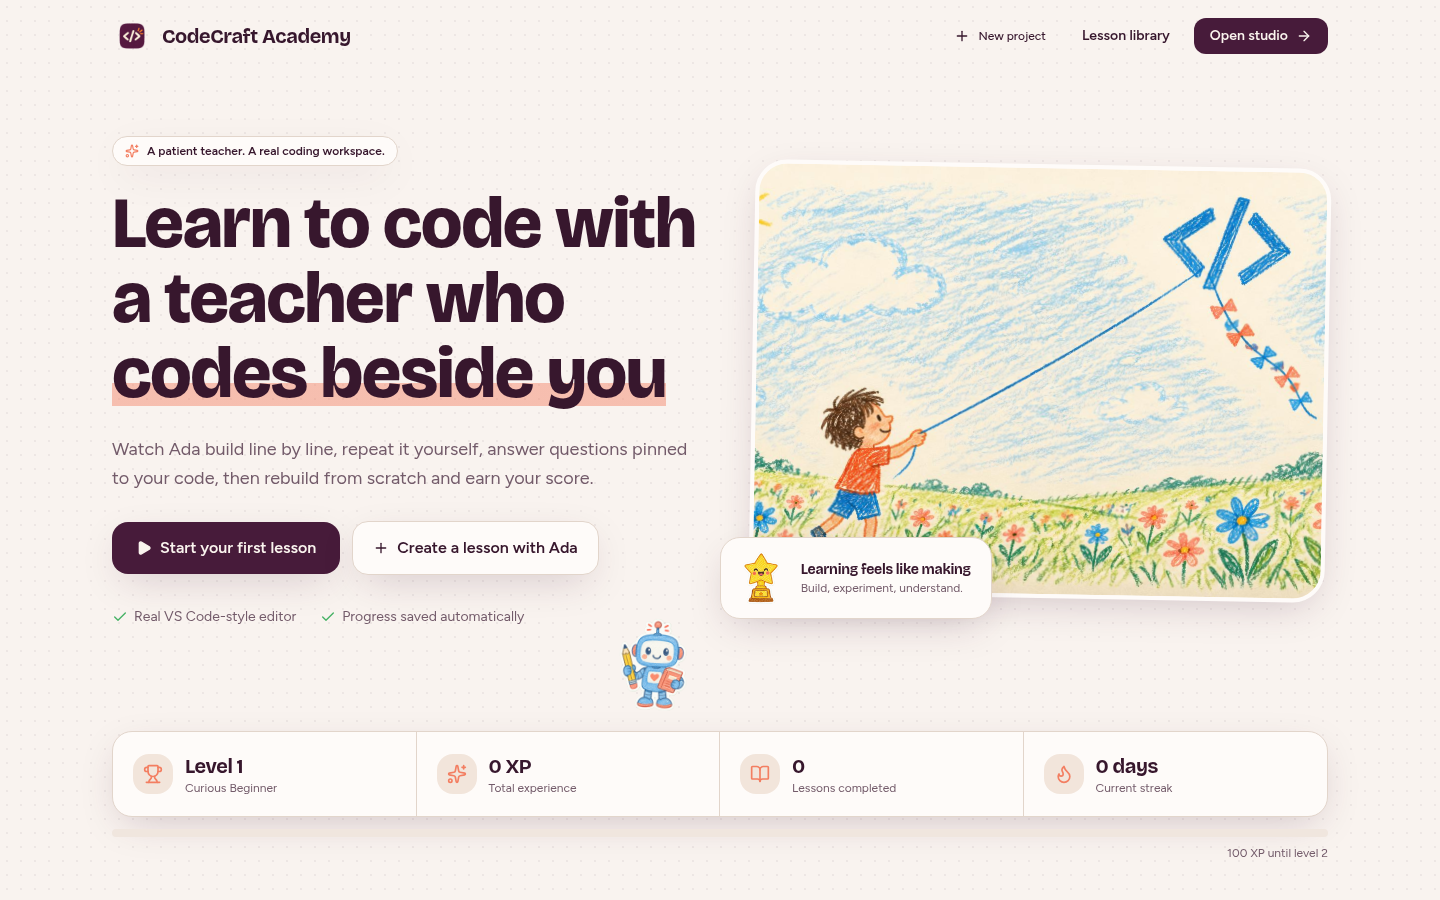 CodeCraft Academy
New project
Lesson library
Open studio
A patient teacher. A real coding workspace.
Learn to code with
a teacher who
codes beside you
Watch Ada build line by line, repeat it yourself, answer questions pinned
to your code, then rebuild from scratch and earn your score.
Start your first lesson
Create a lesson with Ada
Real VS Code-style editor
Progress saved automatically
</>
Learning feels like making
Build, experiment, understand.
Level 1
Curious Beginner
0 XP
Total experience
0
Lessons completed
0 days
Current streak
100 XP until level 2